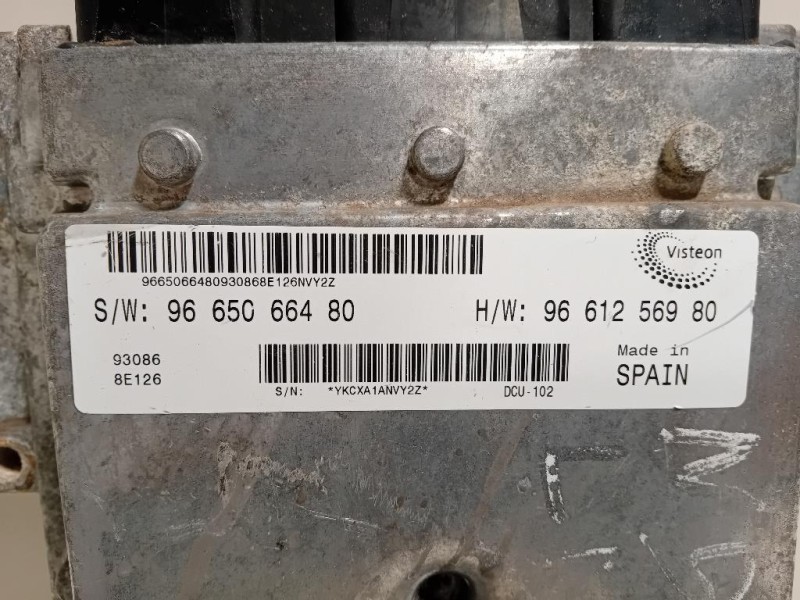 Visteon
9665066480930868E126NVY2Z
S/W: 96 650 664 80
H/W: 96 612 569 80
93086
8E126
S/N: *YKCXA1ANVY2Z*
DCU-102
Made in
SPAIN